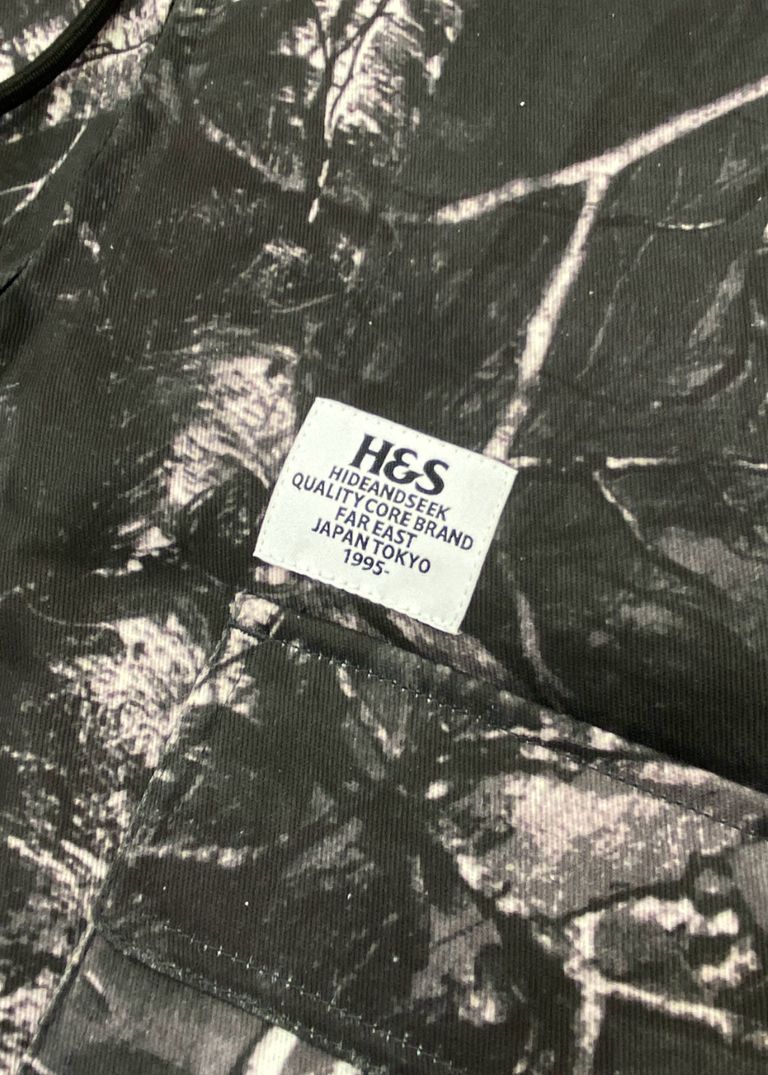 H&S
HIDEANDSEEK
QUALITY CORE BRAND
FAR EAST
JAPAN TOKYO
1995-